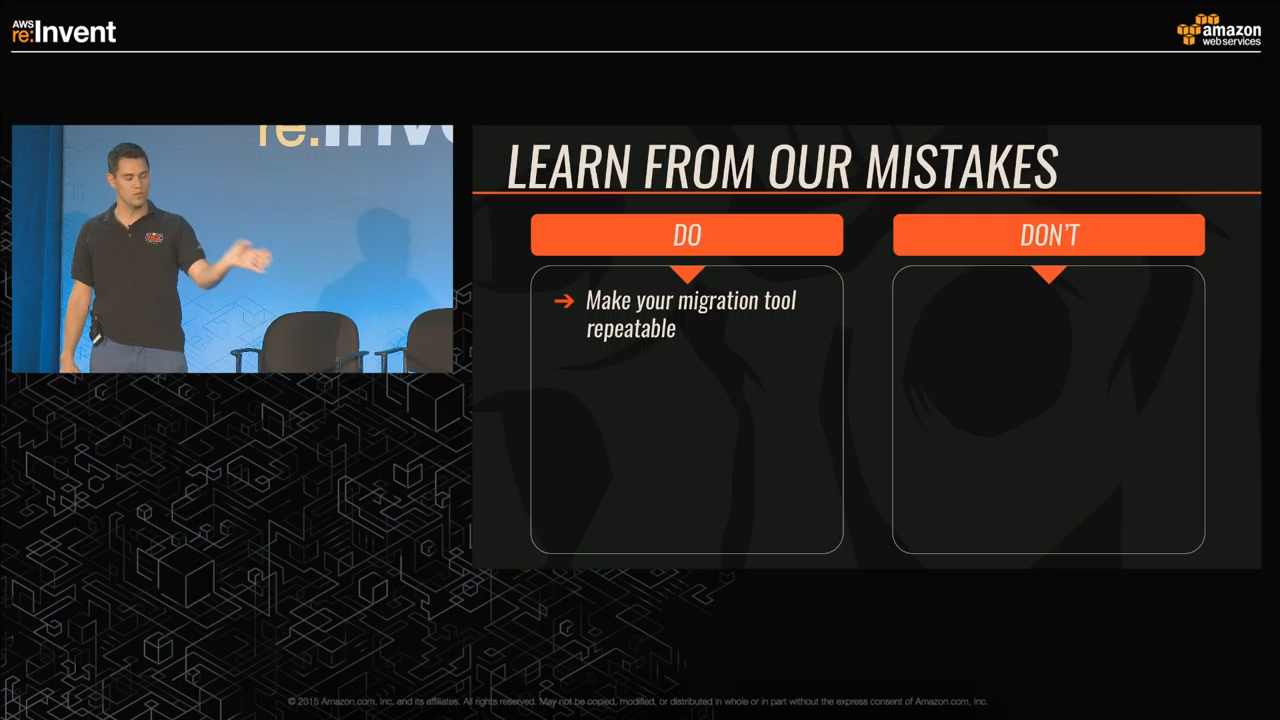 AWS
re:Invent
amazon
web services
re:Inve
LEARN FROM OUR MISTAKES
DO
DON'T
➔ Make your migration tool
repeatable
© 2015 Amazon.com, Inc. and its affiliates. All rights reserved. May not be copied, modified, or distributed in whole or in part without the express consent of Amazon.com, Inc.